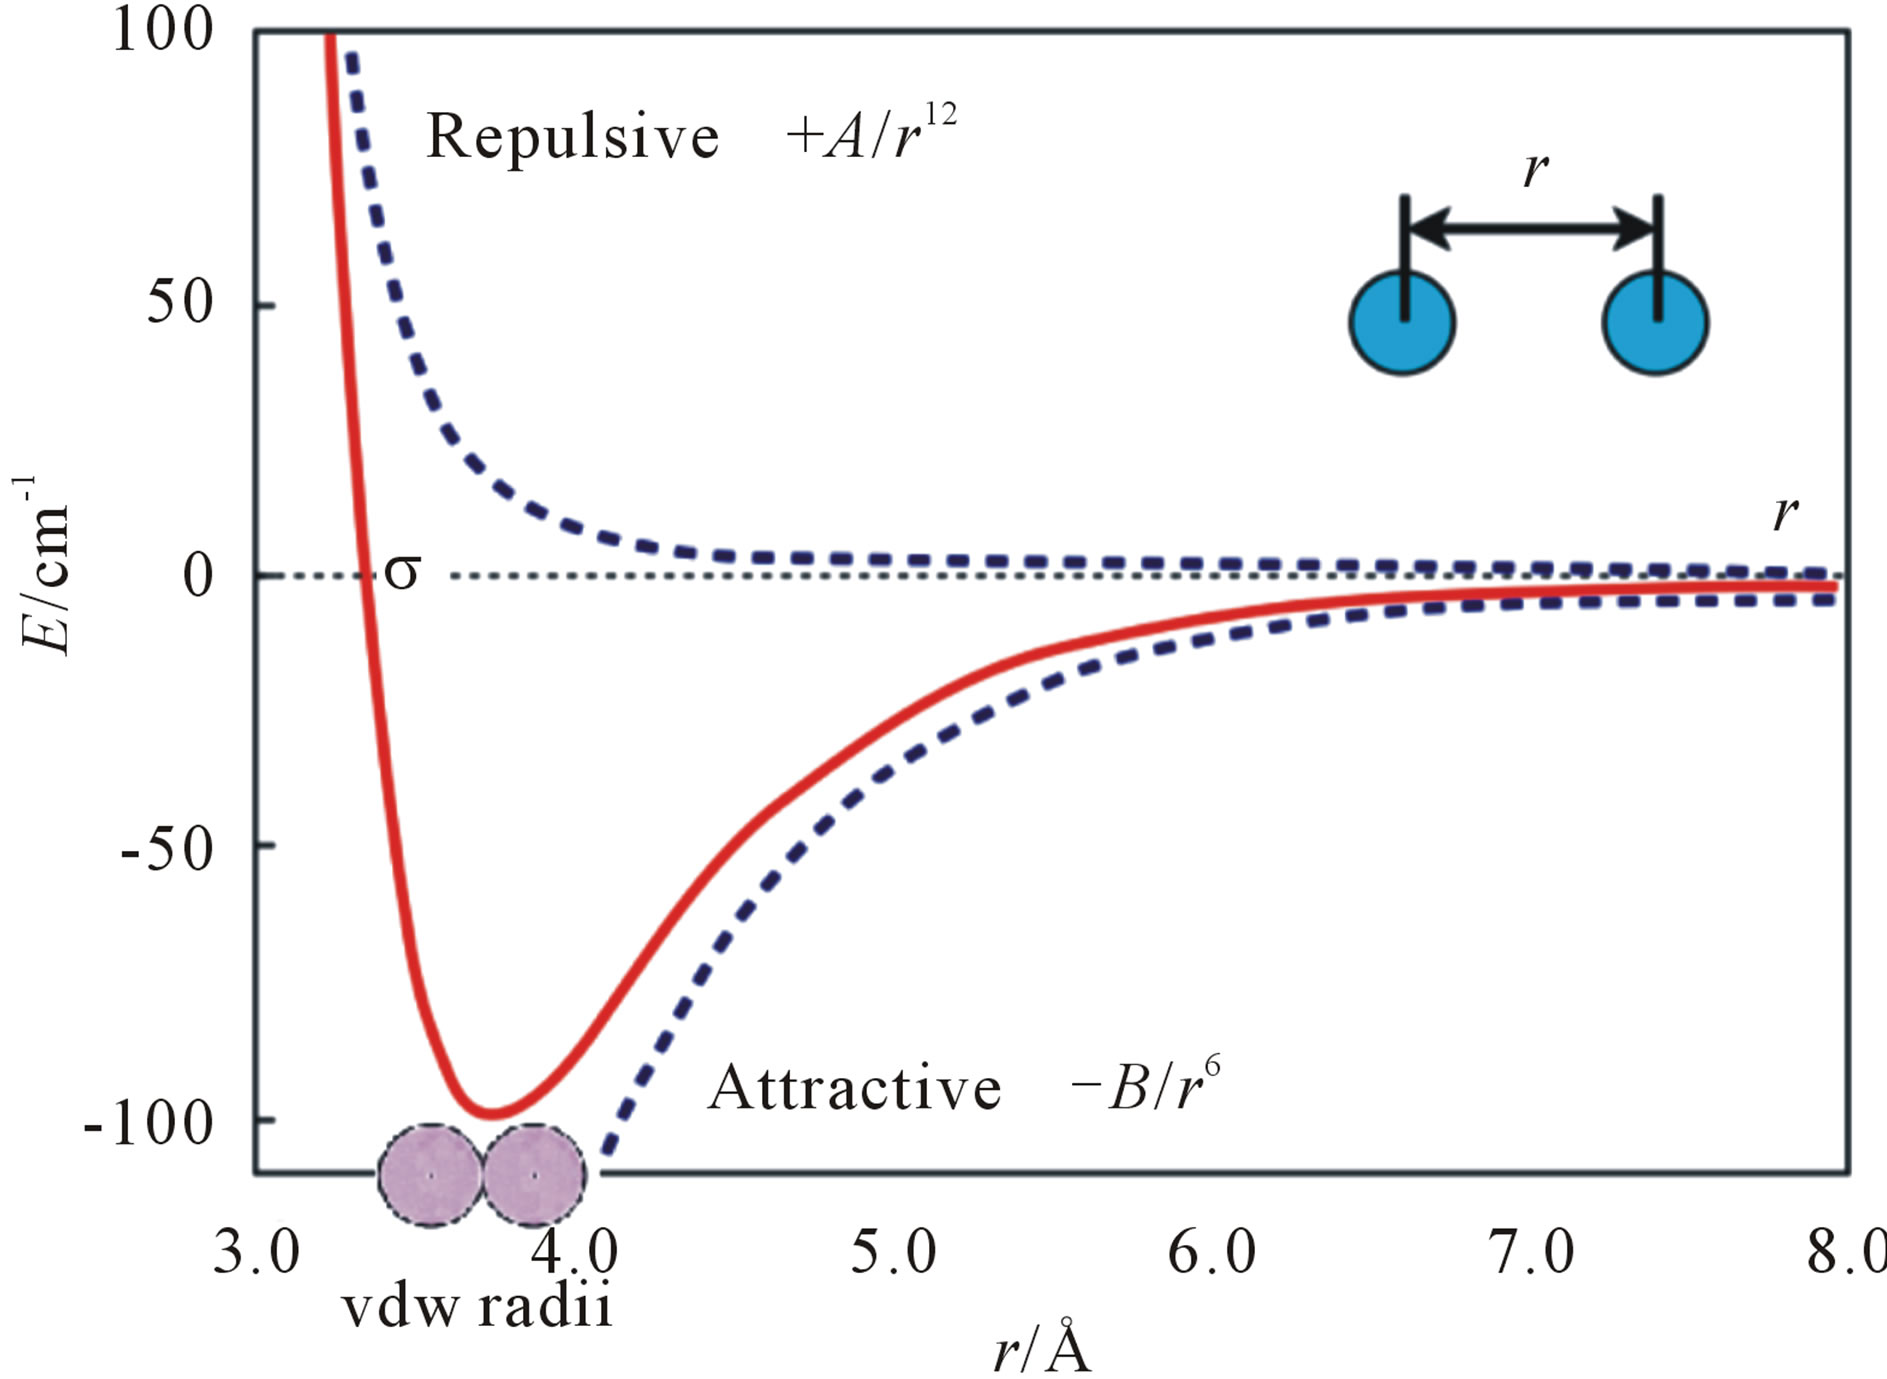 100
Repulsive +A/r¹²
r
50
r
E/cm⁻¹
0
σ
-50
Attractive −B/r⁶
-100
3.0 4.0 5.0 6.0 7.0 8.0
vdw radii
r/Å